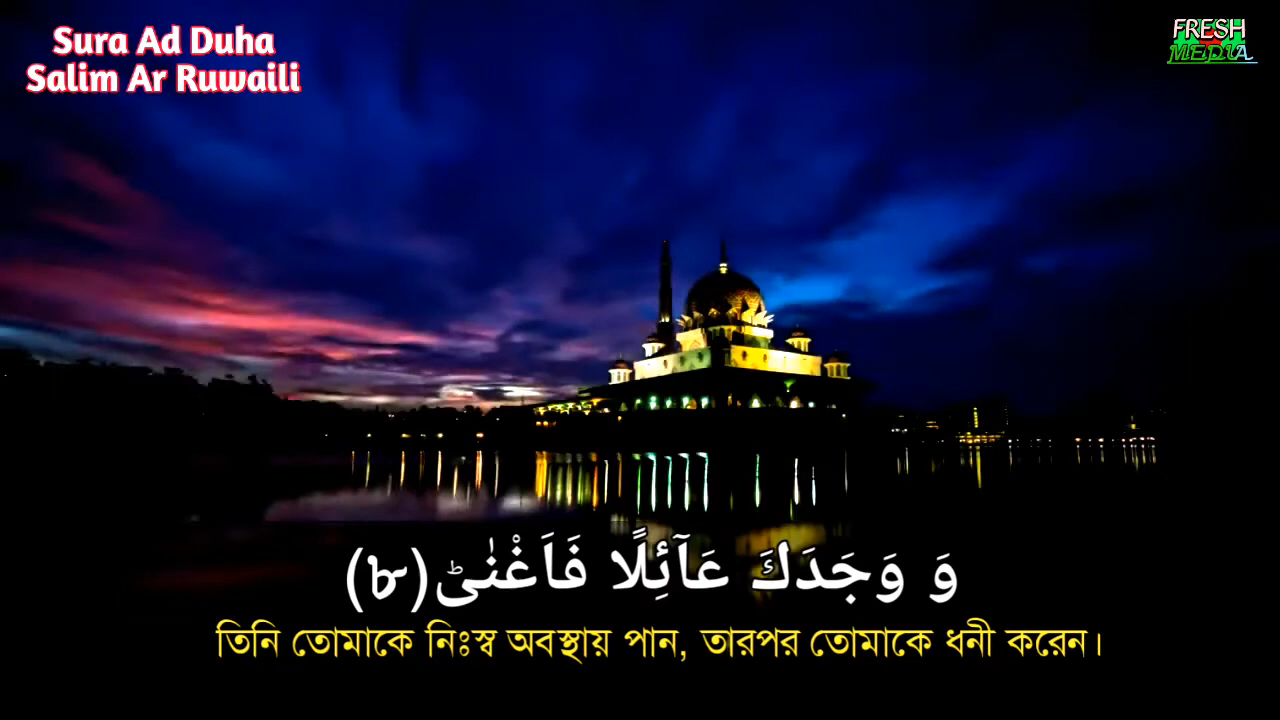 Sura Ad Duha
Salim Ar Ruwaili
FRESH
MEDIA
وَ وَجَدَكَ عَآئِلًا فَاَغْنٰىؕ(۸)
তিনি তোমাকে নিঃস্ব অবস্থায় পান, তারপর তোমাকে ধনী করেন।